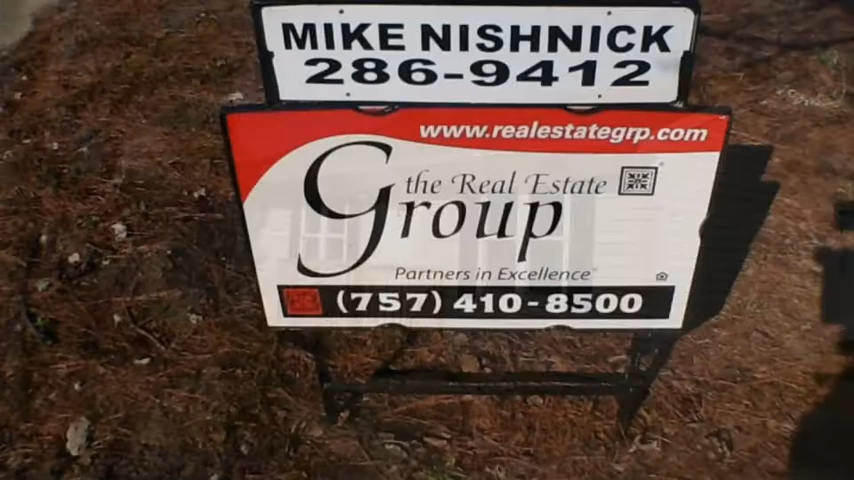 MIKE NISHNICK
286-9412
www.realestategrp.com
the Real Estate
Group
Partners in Excellence
(757) 410-8500